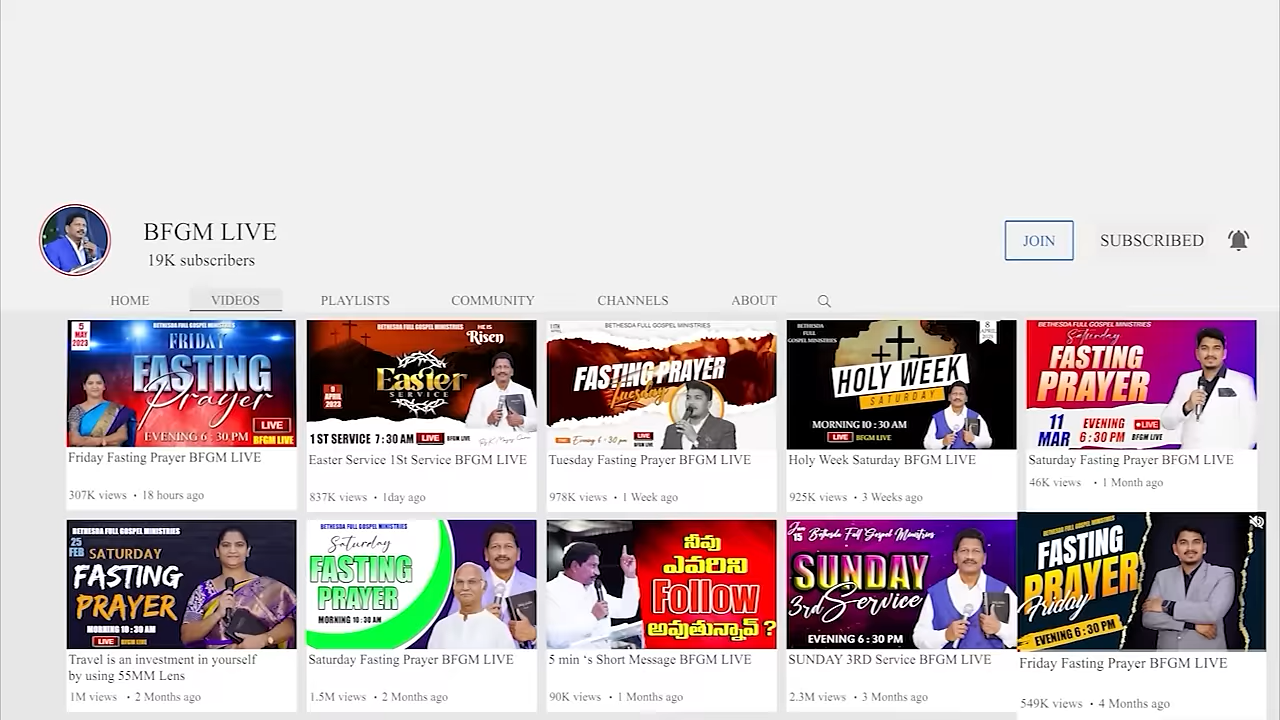 BFGM LIVE
19K subscribers
JOIN
SUBSCRIBED
HOME
VIDEOS
PLAYLISTS
COMMUNITY
CHANNELS
ABOUT
5
MAY
2023
BETHESDA FULL GOSPEL MINISTRIES
FRIDAY
FASTING
Prayer
LIVE
EVENING 6 : 30 PM
BFGM LIVE
Friday Fasting Prayer BFGM LIVE
307K views • 18 hours ago
BETHESDA FULL GOSPEL MINISTRIES
HE IS
Risen
Easter
SERVICE
9
APRIL
2023
1ST SERVICE 7 : 30 AM
LIVE
BFGM LIVE
Easter Service 1St Service BFGM LIVE
837K views • 1day ago
BETHESDA FULL GOSPEL MINISTRIES
FASTING PRAYER
Tuesday
Evening 6 : 30 pm
LIVE
BFGM LIVE
Tuesday Fasting Prayer BFGM LIVE
978K views • 1 Week ago
BETHESDA
FULL
GOSPEL MINISTRIES
8
APRIL
2023
HOLY WEEK
SATURDAY
MORNING 10 : 30 AM
LIVE
BFGM LIVE
Holy Week Saturday BFGM LIVE
925K views • 3 Weeks ago
BETHESDA FULL GOSPEL MINISTRIES
Saturday
FASTING
PRAYER
11
MAR
EVENING
6 : 30 PM
LIVE
BFGM LIVE
Saturday Fasting Prayer BFGM LIVE
46K views • 1 Month ago
BETHESDA FULL GOSPEL MINISTRIES
25
FEB
SATURDAY
FASTING
PRAYER
MORNING 10 : 30 AM
LIVE
BFGM LIVE
Travel is an investment in yourself
by using 55MM Lens
1M views • 2 Months ago
BETHESDA FULL GOSPEL MINISTRIES
Saturday
FASTING
PRAYER
MORNING 10 : 30 AM
Saturday Fasting Prayer BFGM LIVE
1.5M views • 2 Months ago
నీవు
ఎవరిని
Follow
అవుతున్నావ్ ?
5 min ‘s Short Message BFGM LIVE
90K views • 1 Months ago
Jan
15
Bethesda Full Gospel Ministries
SUNDAY
3rd Service
EVENING 6 : 30 PM
SUNDAY 3RD Service BFGM LIVE
2.3M views • 3 Months ago
BETHESDA FULL GOSPEL MINISTRIES
FASTING
PRAYER
Friday
EVENING 6 : 30 PM
Friday Fasting Prayer BFGM LIVE
549K views • 4 Months ago